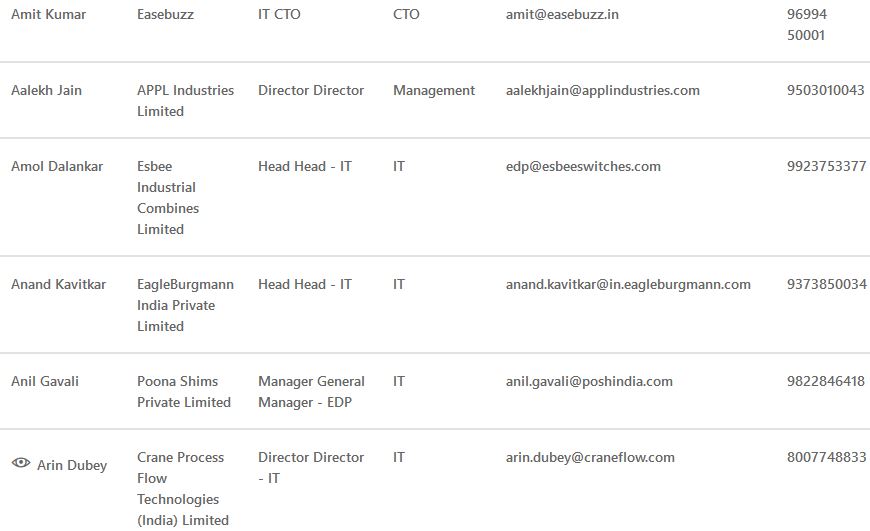 Amit Kumar Easebuzz IT CTO CTO amit@easebuzz.in 96994
50001
Aalekh Jain APPL Industries Director Director Management aalekhjain@applindustries.com 9503010043
Limited
Amol Dalankar Esbee Head Head - IT IT edp@esbeeswitches.com 9923753377
Industrial
Combines
Limited
Anand Kavitkar EagleBurgmann Head Head - IT IT anand.kavitkar@in.eagleburgmann.com 9373850034
India Private
Limited
Anil Gavali Poona Shims Manager General IT anil.gavali@poshindia.com 9822846418
Private Limited Manager - EDP
Arin Dubey Crane Process Director Director IT arin.dubey@craneflow.com 8007748833
Flow - IT
Technologies
(India) Limited